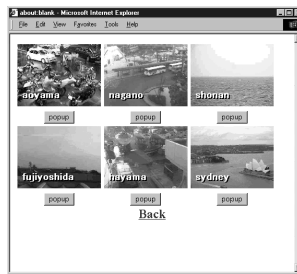 about:blank - Microsoft Internet Explorer
File Edit View Favorites Tools Help
aoyama nagano shonan
popup popup popup
fujiyoshida hayama sydney
popup popup popup
Back